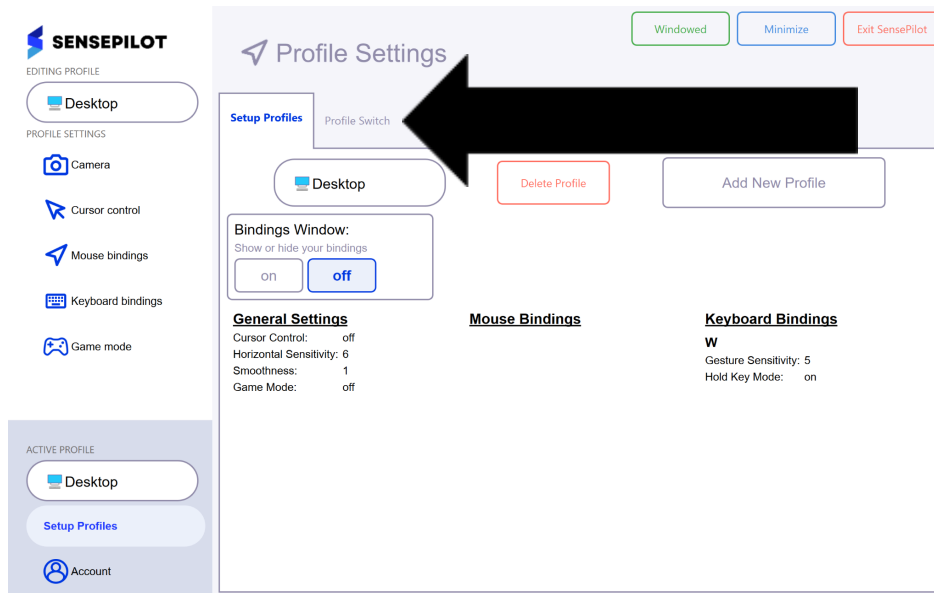 SENSEPILOT
EDITING PROFILE
Desktop
PROFILE SETTINGS
Camera
Cursor control
Mouse bindings
Keyboard bindings
Game mode
ACTIVE PROFILE
Desktop
Setup Profiles
Account
Profile Settings
Windowed
Minimize
Exit SensePilot
Setup Profiles
Profile Switch
Desktop
Delete Profile
Add New Profile
Bindings Window:
Show or hide your bindings
on
off
General Settings
Cursor Control: off
Horizontal Sensitivity: 6
Smoothness: 1
Game Mode: off
Mouse Bindings
Keyboard Bindings
W
Gesture Sensitivity: 5
Hold Key Mode: on